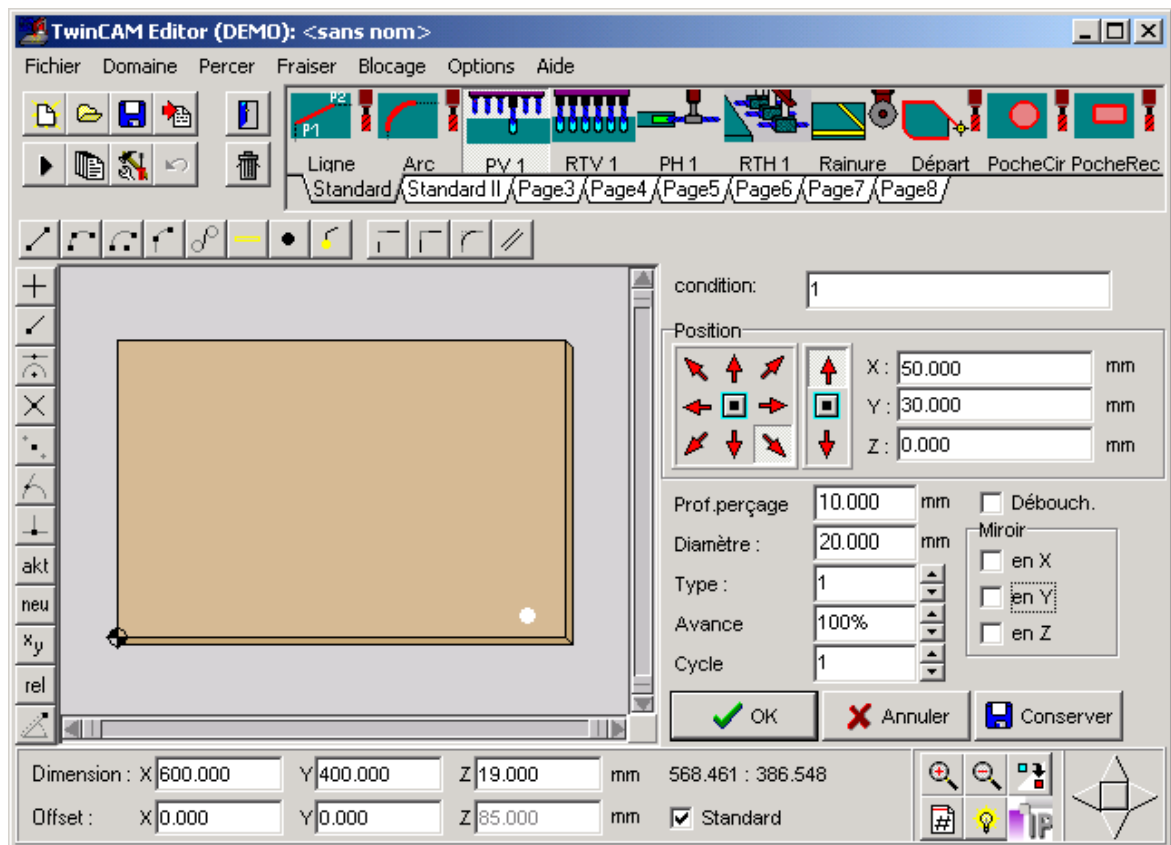 TwinCAM Editor (DEMO): <sans nom>
Fichier Domaine Percer Fraiser Blocage Options Aide
P1 P2
Ligne Arc PV 1 RTV 1 PH 1 RTH 1 Rainure Départ PocheCir PocheRec
Standard Standard II Page3 Page4 Page5 Page6 Page7 Page8
condition: 1
Position
X : 50.000 mm
Y : 30.000 mm
Z : 0.000 mm
akt
neu
xy
rel
Prof.perçage 10.000 mm Débouch.
Diamètre : 20.000 mm Miroir
en X
Type : 1
en Y
Avance 100%
en Z
Cycle 1
OK Annuler Conserver
Dimension : X 600.000 Y 400.000 Z 19.000 mm 568.461 : 386.548
Offset : X 0.000 Y 0.000 Z 85.000 mm Standard
# IP